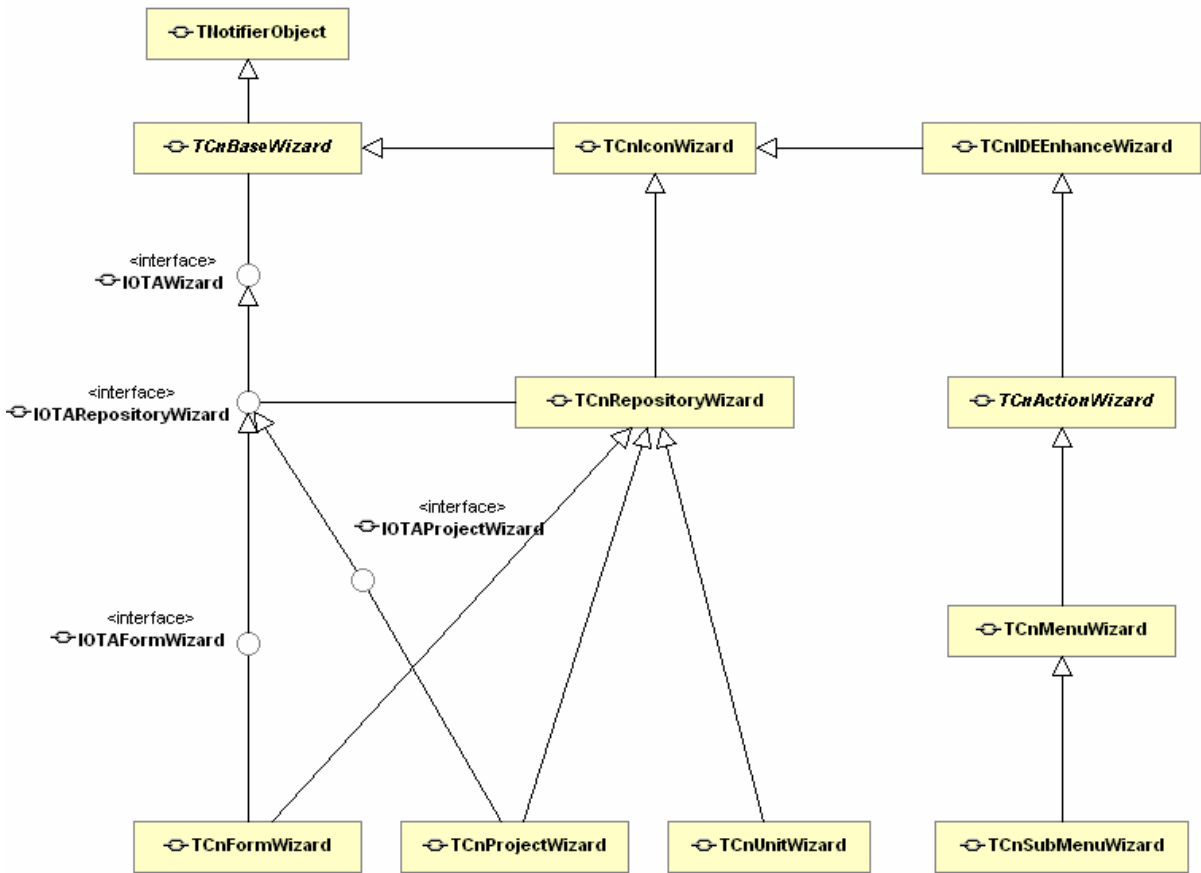 TNotifierObject
TCnBaseWizard
TCnIconWizard
TCnIDEEnhanceWizard
<interface>
IOTAWizard
<interface>
IOTARepositoryWizard
TCnRepositoryWizard
TCnActionWizard
<interface>
IOTAProjectWizard
<interface>
IOTAFormWizard
TCnMenuWizard
TCnFormWizard
TCnProjectWizard
TCnUnitWizard
TCnSubMenuWizard